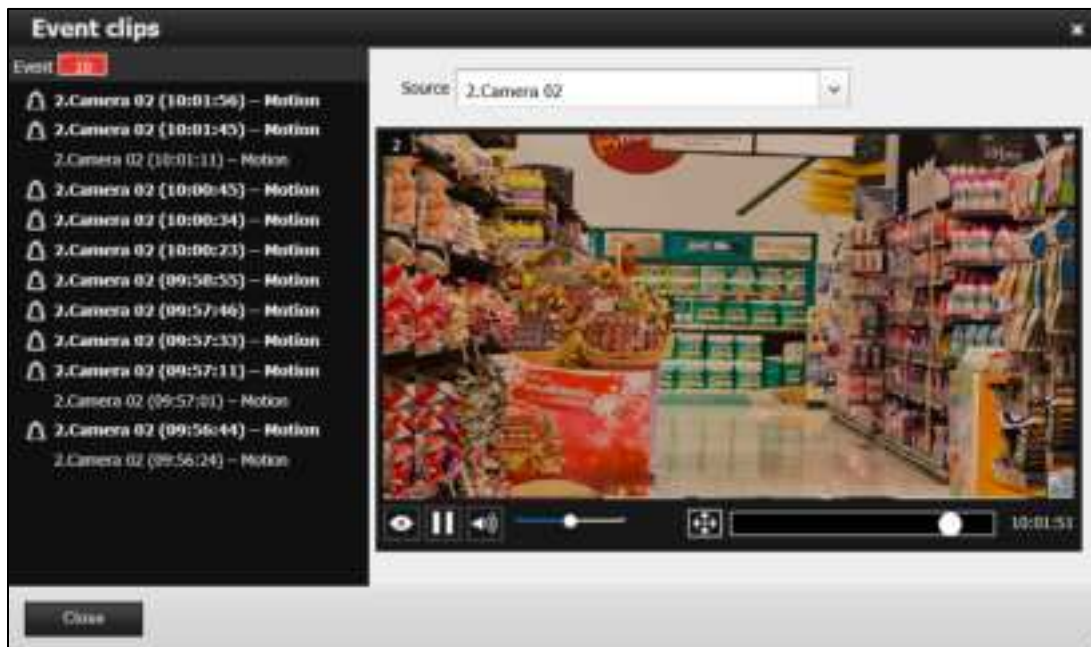 Event clips
Event 10
2.Camera 02 (10:01:56) – Motion
2.Camera 02 (10:01:45) – Motion
2.Camera 02 (10:01:11) – Motion
2.Camera 02 (10:00:45) – Motion
2.Camera 02 (10:00:34) – Motion
2.Camera 02 (10:00:23) – Motion
2.Camera 02 (09:58:55) – Motion
2.Camera 02 (09:57:46) – Motion
2.Camera 02 (09:57:33) – Motion
2.Camera 02 (09:57:11) – Motion
2.Camera 02 (09:57:01) – Motion
2.Camera 02 (09:56:44) – Motion
2.Camera 02 (09:56:24) – Motion
Source 2.Camera 02
2
10:01:51
Close